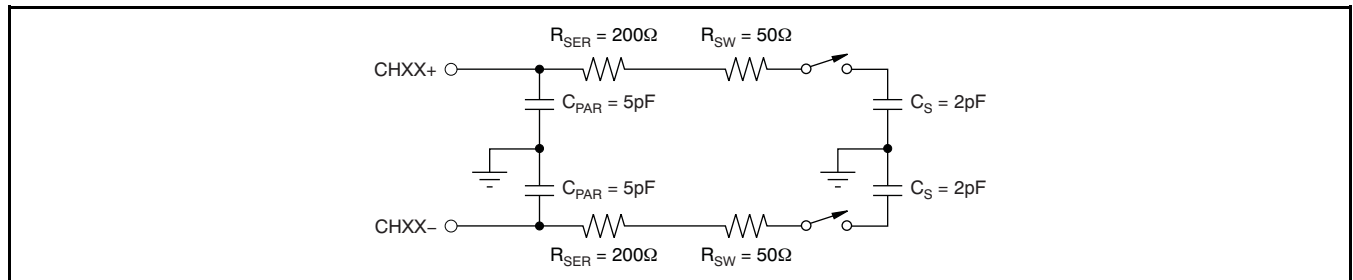 R_SER = 200Ω R_SW = 50Ω
CHXX+
C_PAR = 5pF C_S = 2pF
C_PAR = 5pF C_S = 2pF
CHXX–
R_SER = 200Ω R_SW = 50Ω